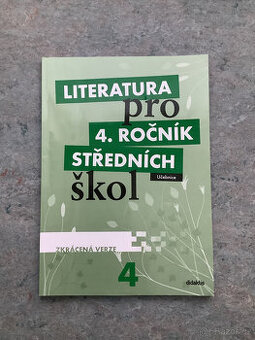 LITERATURA
pro
4. ROČNÍK
STŘEDNÍCH
Učebnice
škol
ZKRÁCENÁ VERZE
4
didaktis